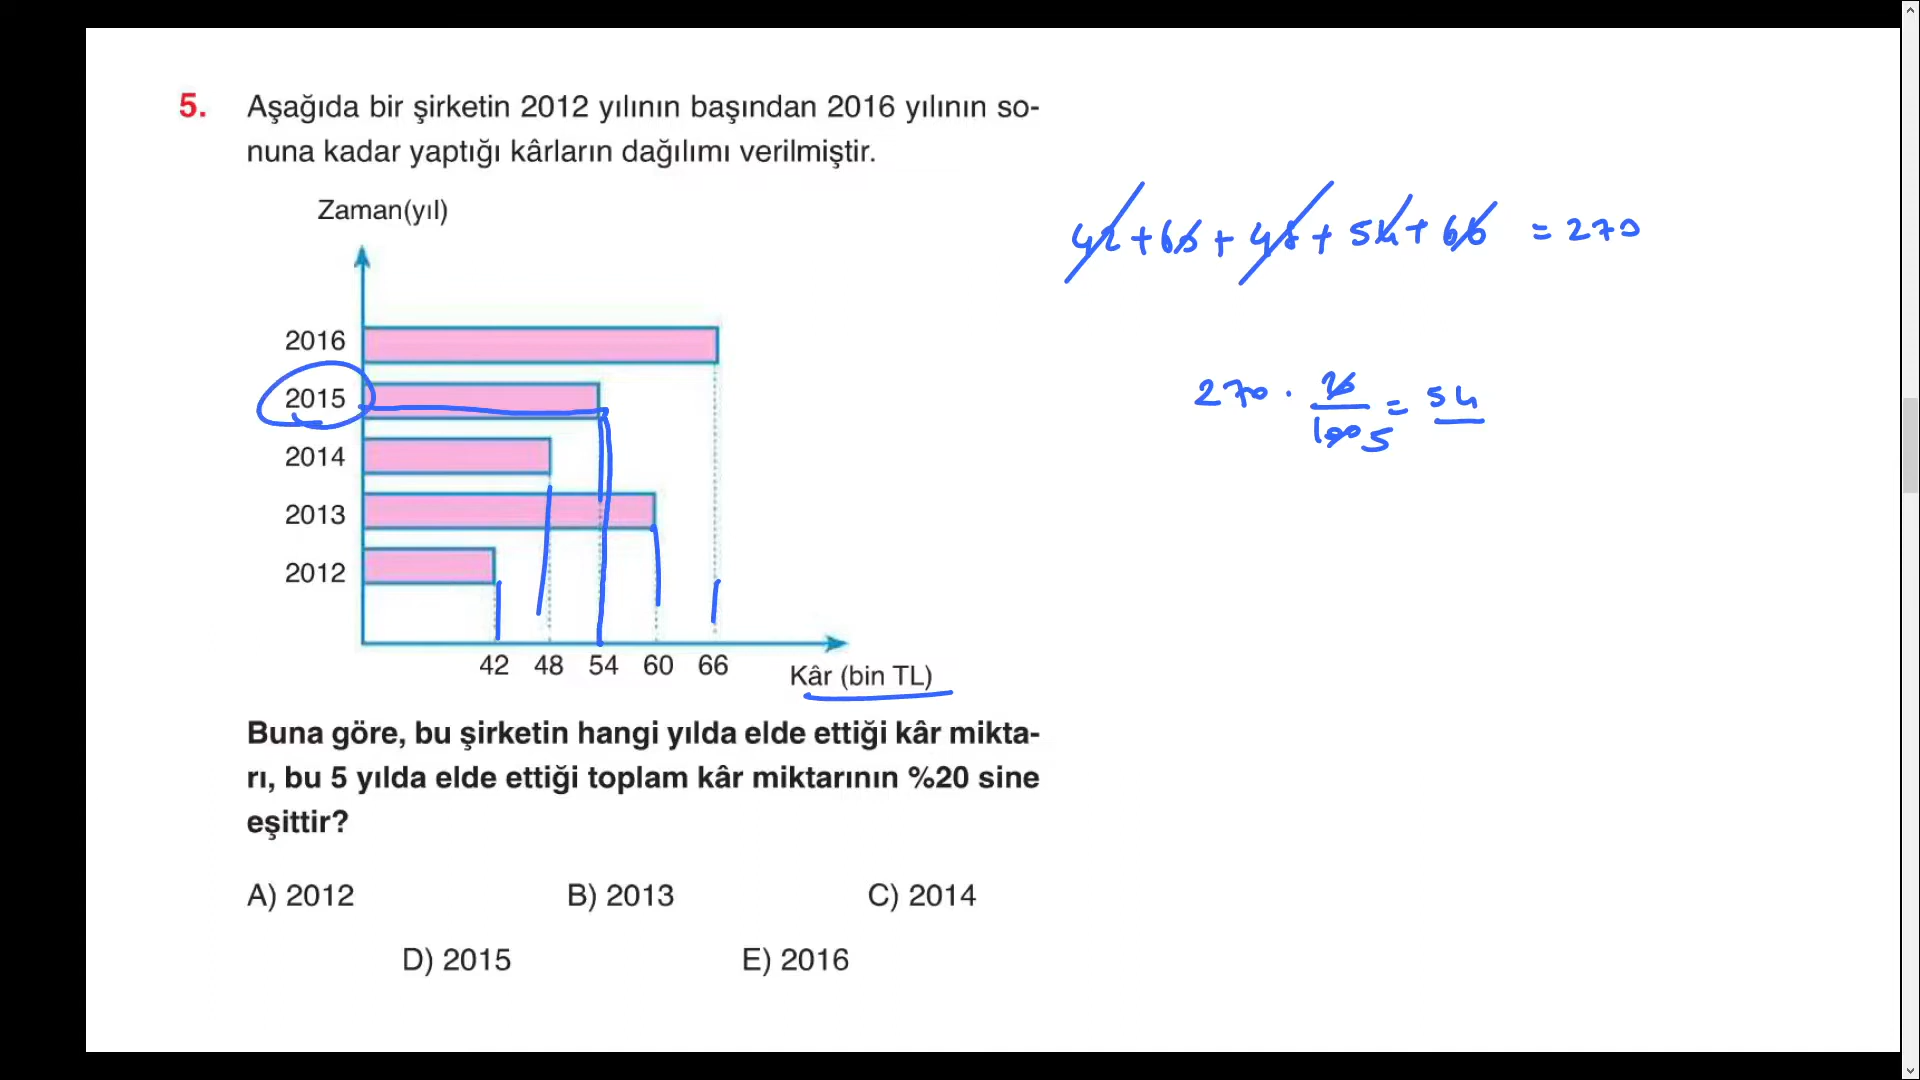 5. Aşağıda bir şirketin 2012 yılının başından 2016 yılının so-
nuna kadar yaptığı kârların dağılımı verilmiştir.
Zaman(yıl)
42+60+48+54+66 = 270
2016
2015
2014
2013
2012
270 · 20/100 5 = 54
42 48 54 60 66
Kâr (bin TL)
Buna göre, bu şirketin hangi yılda elde ettiği kâr mikta-
rı, bu 5 yılda elde ettiği toplam kâr miktarının %20 sine
eşittir?
A) 2012 B) 2013 C) 2014
D) 2015 E) 2016